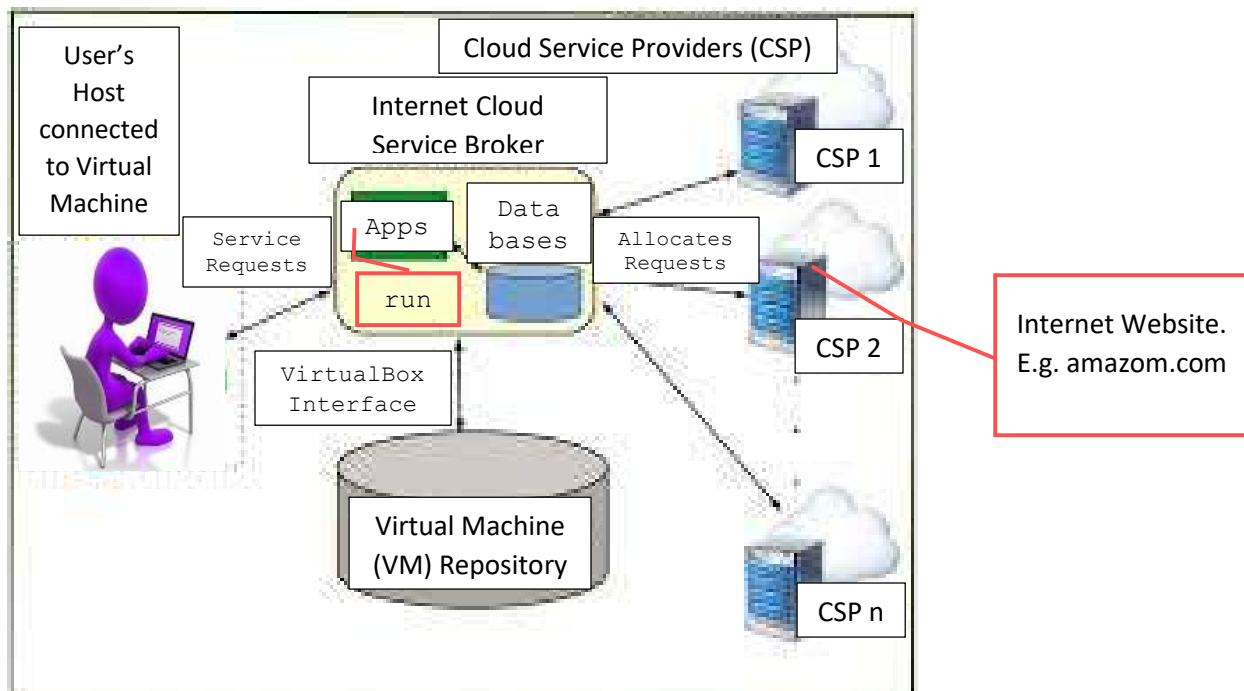 User's
Host
connected
to Virtual
Machine
Cloud Service Providers (CSP)
Internet Cloud
Service Broker
CSP 1
Apps
Data
bases
Service
Requests
Allocates
Requests
run
CSP 2
Internet Website.
E.g. amazom.com
VirtualBox
Interface
Virtual Machine
(VM) Repository
CSP n